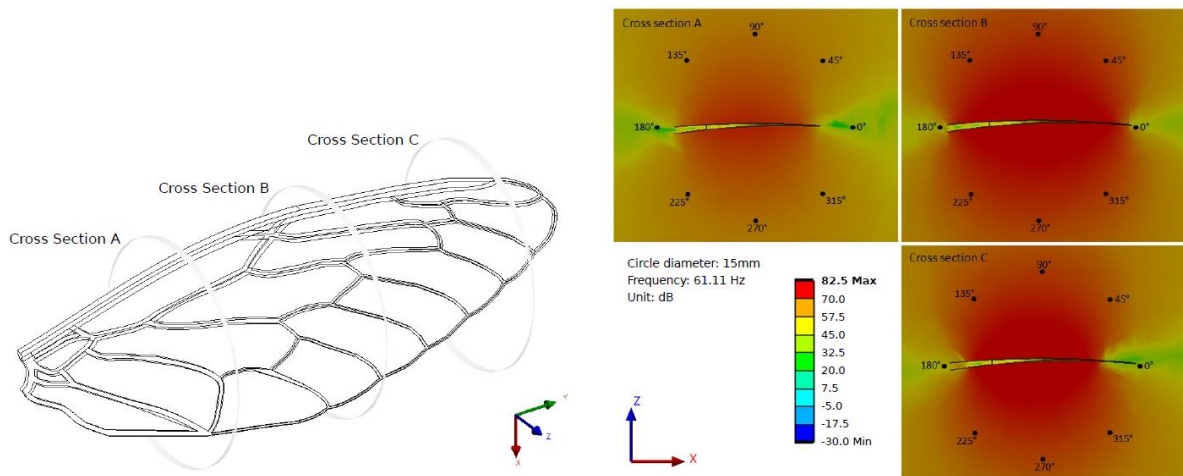 Cross Section A
Cross Section B
Cross Section C
X
Y
Z
Cross section A
90°
135°
45°
180°
0°
225°
315°
270°
Cross section B
90°
135°
45°
180°
0°
225°
315°
270°
Circle diameter: 15mm
Frequency: 61.11 Hz
Unit: dB
Z
X
82.5 Max
70.0
57.5
45.0
32.5
20.0
7.5
-5.0
-17.5
-30.0 Min
Cross section C
90°
135°
45°
180°
0°
225°
315°
270°